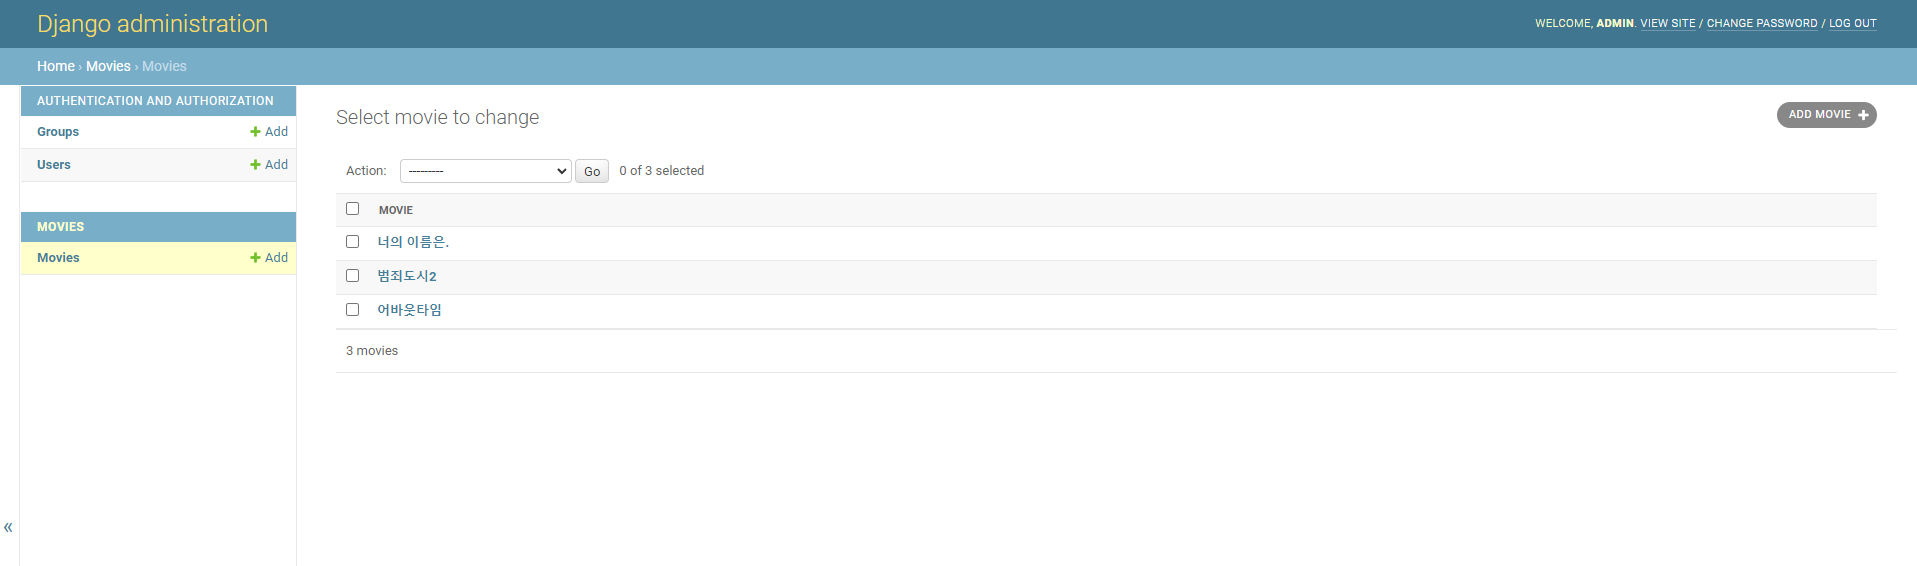 Django administration
WELCOME, ADMIN. VIEW SITE / CHANGE PASSWORD / LOG OUT
Home › Movies › Movies
AUTHENTICATION AND AUTHORIZATION
Groups + Add
Users + Add
MOVIES
Movies + Add
«
Select movie to change
ADD MOVIE +
Action: --------- Go 0 of 3 selected
MOVIE
너의 이름은.
범죄도시2
어바웃타임
3 movies